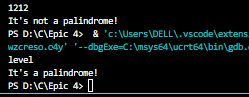 1212
It's not a palindrome!
PS D:\C\Epic 4>  & 'c:\Users\DELL\.vscode\extens
wzcreso.o4y' '--dbgExe=C:\msys64\ucrt64\bin\gdb.
level
It's a palindrome!
PS D:\C\Epic 4>